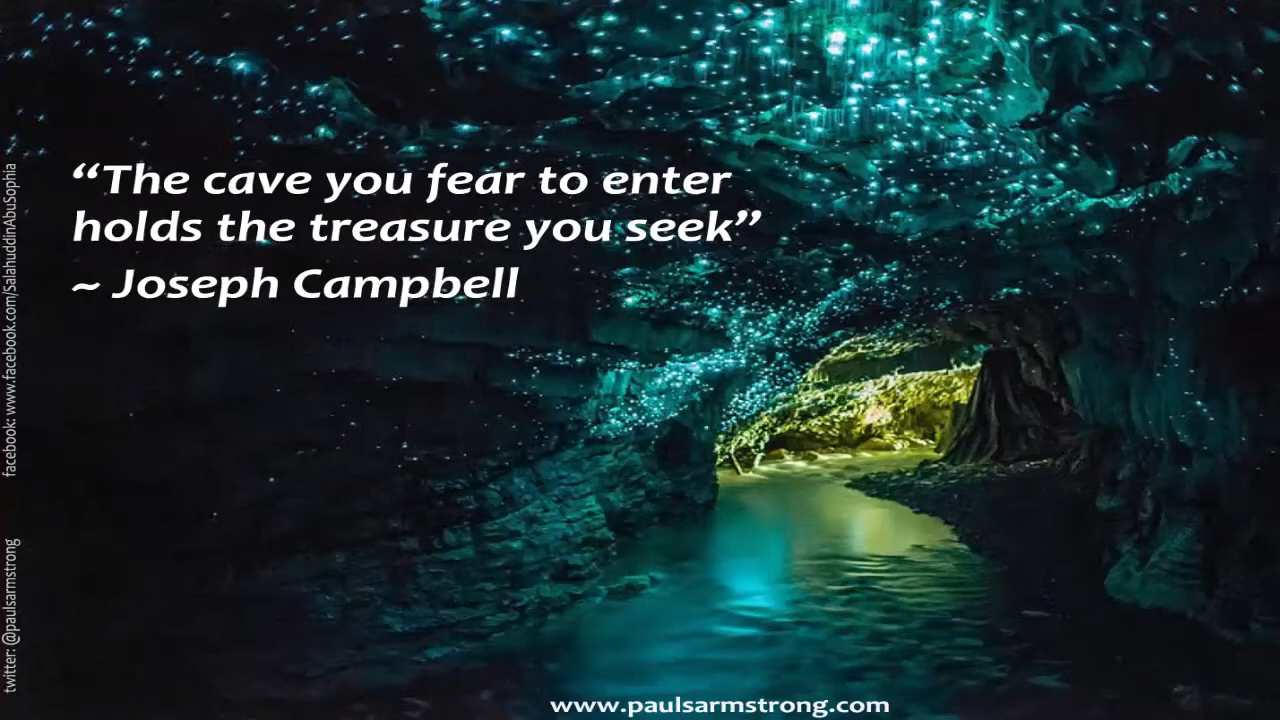 “The cave you fear to enter
holds the treasure you seek”
~ Joseph Campbell
facebook: www.facebook.com/SalahuddinAbuSophia
twitter: @paulsarmstrong
www.paulsarmstrong.com